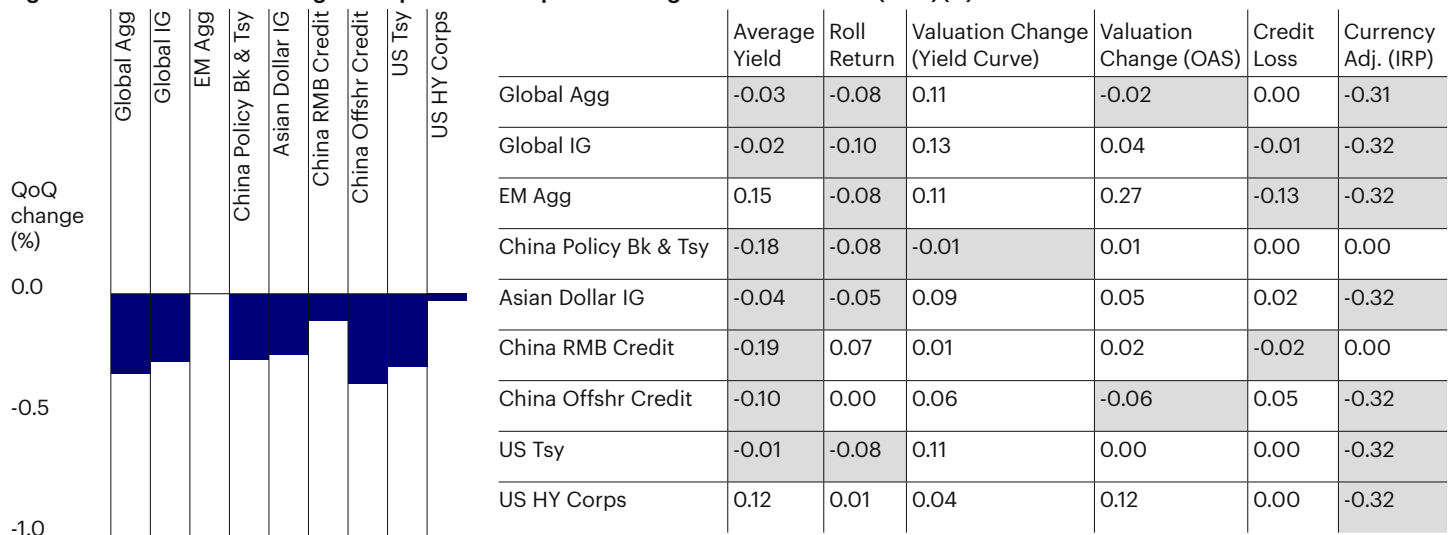 Global Agg
Global IG
EM Agg
China Policy Bk & Tsy
Asian Dollar IG
China RMB Credit
China Offshr Credit
US Tsy
US HY Corps
QoQ
change
(%)
0.0
-0.5
-1.0
Average Yield Roll Return Valuation Change (Yield Curve) Valuation Change (OAS) Credit Loss Currency Adj. (IRP)
Global Agg -0.03 -0.08 0.11 -0.02 0.00 -0.31
Global IG -0.02 -0.10 0.13 0.04 -0.01 -0.32
EM Agg 0.15 -0.08 0.11 0.27 -0.13 -0.32
China Policy Bk & Tsy -0.18 -0.08 -0.01 0.01 0.00 0.00
Asian Dollar IG -0.04 -0.05 0.09 0.05 0.02 -0.32
China RMB Credit -0.19 0.07 0.01 0.02 -0.02 0.00
China Offshr Credit -0.10 0.00 0.06 -0.06 0.05 -0.32
US Tsy -0.01 -0.08 0.11 0.00 0.00 -0.32
US HY Corps 0.12 0.01 0.04 0.12 0.00 -0.32